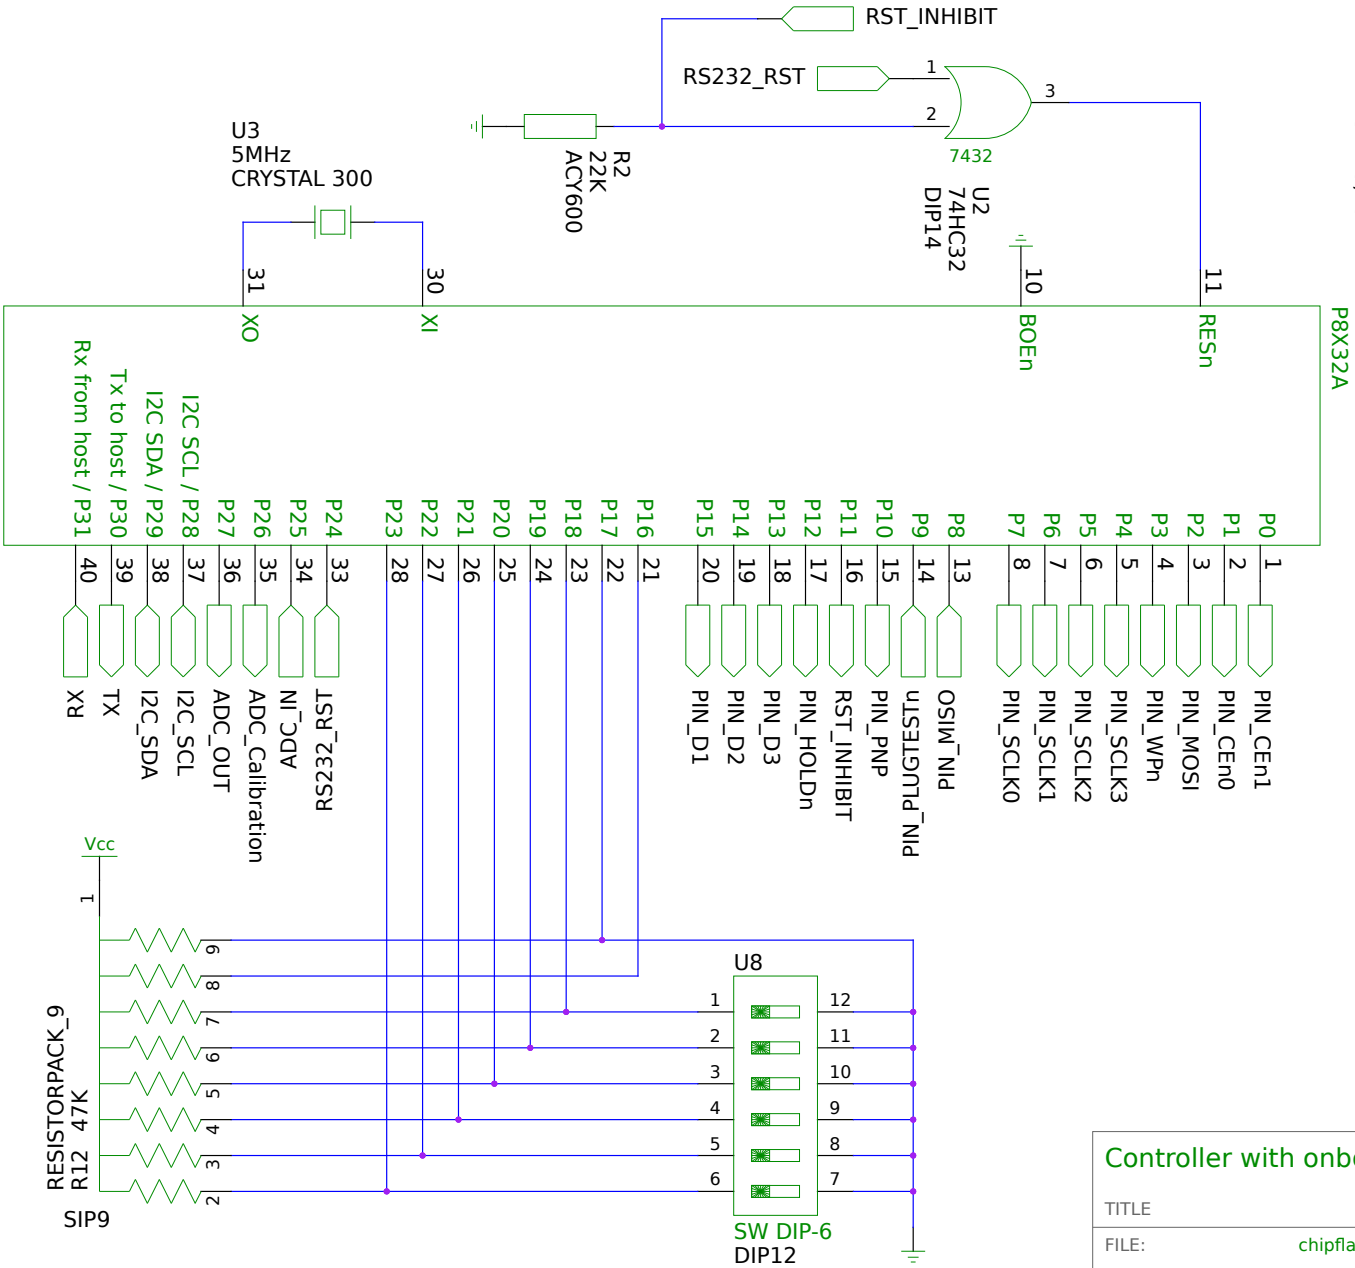 RST_INHIBIT
RS232_RST
1
2
3
7432
U2
74HC32
DIP14
R2
22K
ACY600
U3
5MHz
CRYSTAL 300
31
30
10
11
XO
XI
BOEn
RESn
P8X32A
Rx from host / P31
Tx to host / P30
I2C SDA / P29
I2C SCL / P28
P27
P26
P25
P24
P23
P22
P21
P20
P19
P18
P17
P16
P15
P14
P13
P12
P11
P10
P9
P8
P7
P6
P5
P4
P3
P2
P1
P0
40
39
38
37
36
35
34
33
28
27
26
25
24
23
22
21
20
19
18
17
16
15
14
13
8
7
6
5
4
3
2
1
RX
TX
I2C_SDA
I2C_SCL
ADC_OUT
ADC_Calibration
ADC_IN
RS232_RST
PIN_D1
PIN_D2
PIN_D3
PIN_HOLDn
RST_INHIBIT
PIN_PNP
PIN_PLUGTESTn
PIN_MISO
PIN_SCLK0
PIN_SCLK1
PIN_SCLK2
PIN_SCLK3
PIN_WPn
PIN_MOSI
PIN_CEn0
PIN_CEn1
Vcc
1
9
8
7
6
5
4
3
2
RESISTORPACK_9
R12 47K
SIP9
U8
1
2
3
4
5
6
12
11
10
9
8
7
SW DIP-6
DIP12
Controller with onb
TITLE
FILE: chipfla